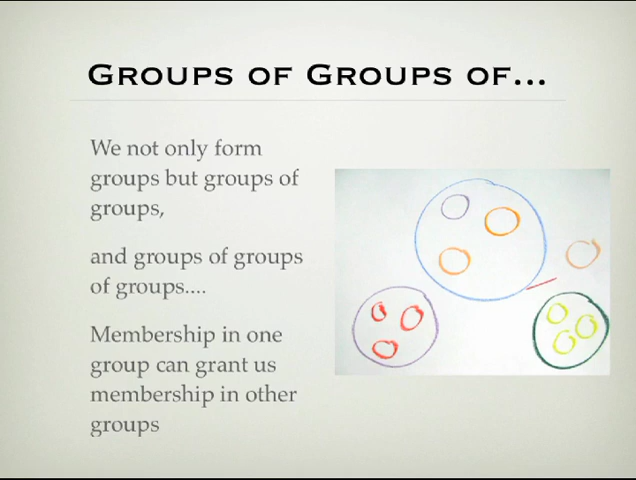 GROUPS OF GROUPS OF...
We not only form
groups but groups of
groups,
and groups of groups
of groups....
Membership in one
group can grant us
membership in other
groups